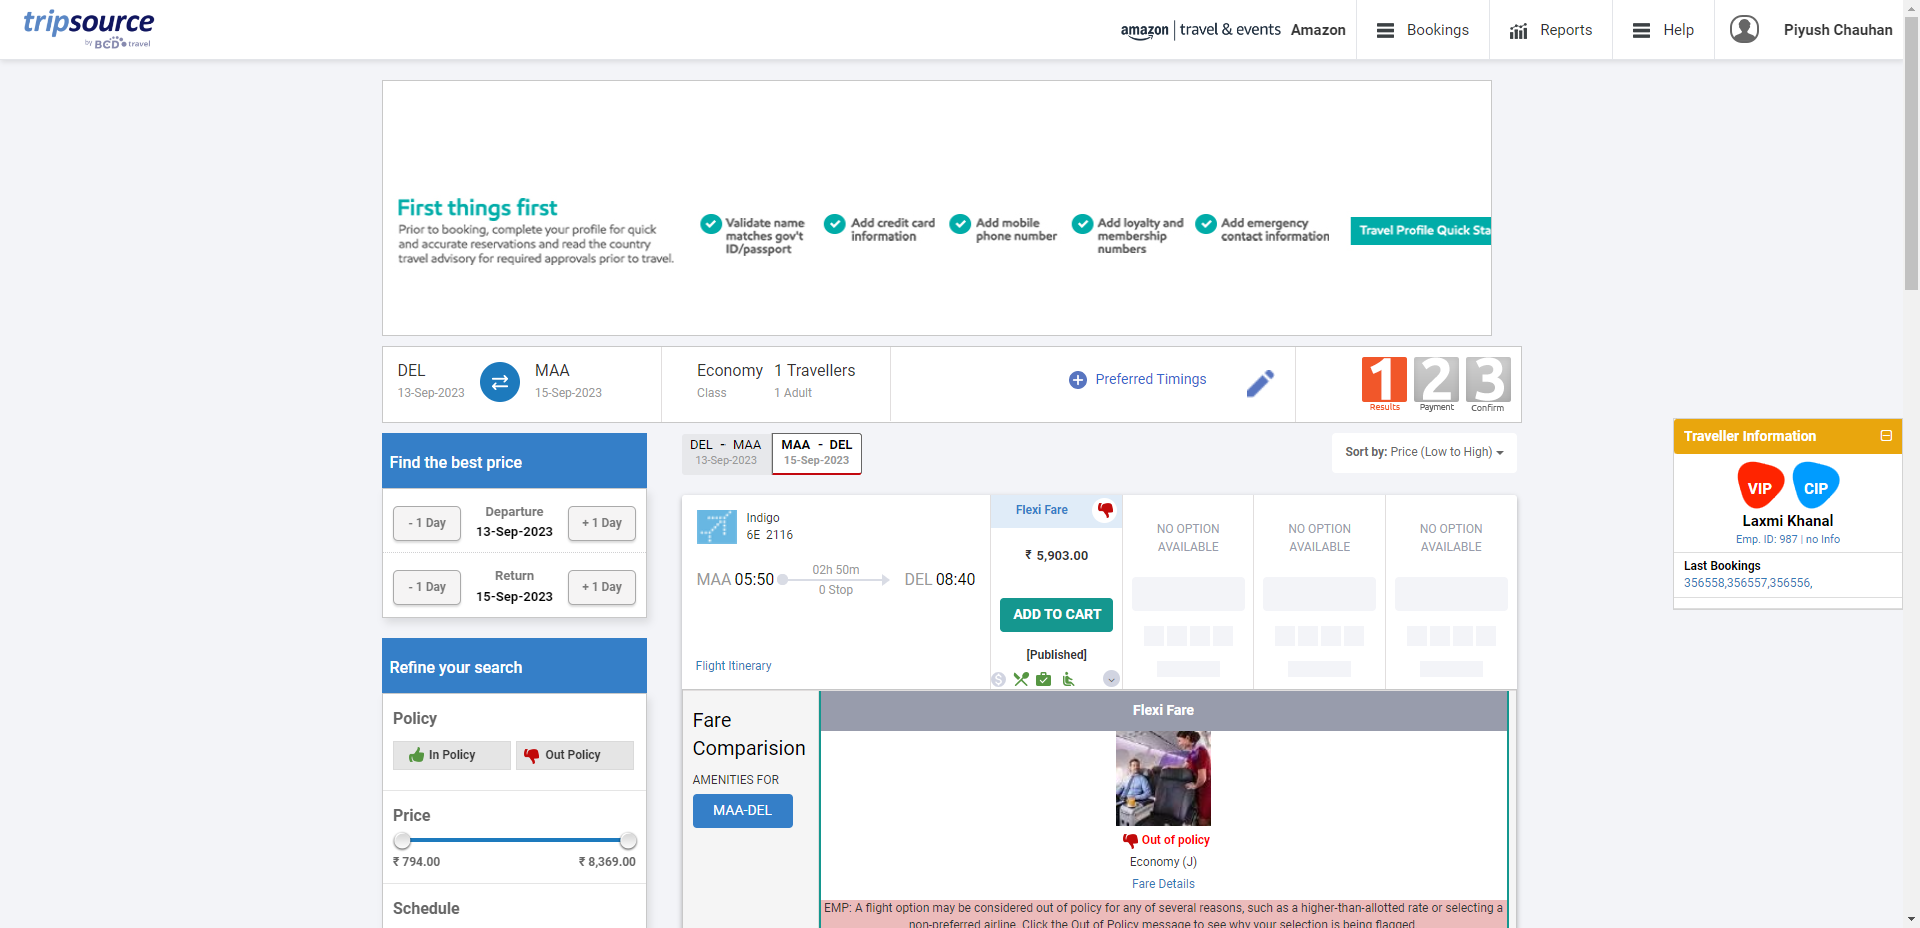 tripsource
by BCD travel
amazon | travel & events Amazon
Bookings
Reports
Help
Piyush Chauhan
First things first
Prior to booking, complete your profile for quick
and accurate reservations and read the country
travel advisory for required approvals prior to travel.
Validate name
matches gov't
ID/passport
Add credit card
information
Add mobile
phone number
Add loyalty and
membership
numbers
Add emergency
contact information
Travel Profile Quick Sta
DEL
13-Sep-2023
MAA
15-Sep-2023
Economy
Class
1 Travellers
1 Adult
Preferred Timings
1
Results
2
Payment
3
Confirm
Find the best price
- 1 Day
Departure
13-Sep-2023
+ 1 Day
- 1 Day
Return
15-Sep-2023
+ 1 Day
Refine your search
Policy
In Policy
Out Policy
Price
₹ 794.00
₹ 8,369.00
Schedule
DEL - MAA
13-Sep-2023
MAA - DEL
15-Sep-2023
Sort by: Price (Low to High)
Indigo
6E 2116
MAA 05:50
02h 50m
0 Stop
DEL 08:40
Flight Itinerary
Flexi Fare
₹ 5,903.00
ADD TO CART
[Published]
NO OPTION
AVAILABLE
NO OPTION
AVAILABLE
NO OPTION
AVAILABLE
Fare
Comparision
AMENITIES FOR
MAA-DEL
Flexi Fare
Out of policy
Economy (J)
Fare Details
EMP: A flight option may be considered out of policy for any of several reasons, such as a higher-than-allotted rate or selecting a
non-preferred airline. Click the Out of Policy message to see why your selection is being flagged
Traveller Information
VIP
CIP
Laxmi Khanal
Emp. ID: 987 | no Info
Last Bookings
356558,356557,356556,